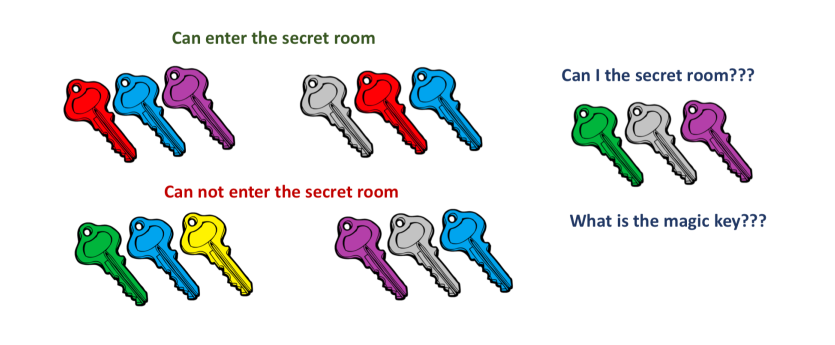 Can enter the secret room
Can I the secret room???
Can not enter the secret room
What is the magic key???